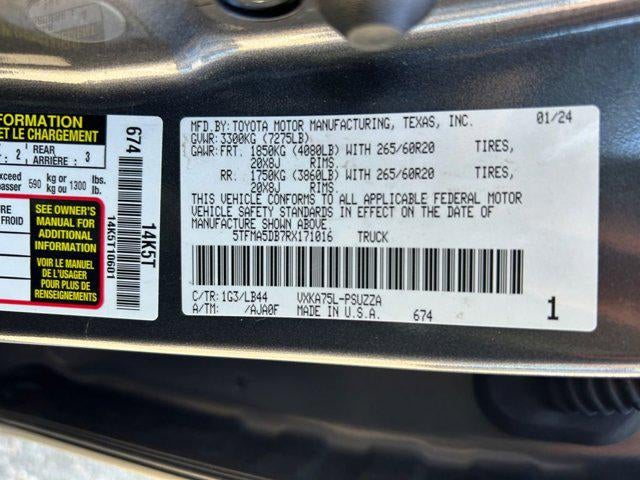 FORMATION
ET LE CHARGEMENT
: 2 REAR
ARRIÈRE : 3
exceed
passer 590 kg or
kg ou 1300 lbs.
lb.
SEE OWNER'S
MANUAL FOR
ADDITIONAL
INFORMATION
VOIR LE MANUEL
DE L'USAGER
POUR PLUS DE
RENSEIGNEMENTS
674
14K5T10601
14K5T
MFD.BY:TOYOTA MOTOR MANUFACTURING, TEXAS, INC. 01/24
GVWR:3300KG (7275LB)
GAWR:FRT. 1850KG (4080LB) WITH 265/60R20 TIRES,
20X8J RIMS.
RR. 1750KG (3860LB) WITH 265/60R20 TIRES,
20X8J RIMS.
THIS VEHICLE CONFORMS TO ALL APPLICABLE FEDERAL MOTOR
VEHICLE SAFETY STANDARDS IN EFFECT ON THE DATE OF
MANUFACTURE SHOWN ABOVE.
5TFMA5DB7RX171016 TRUCK
C/TR:1G3/LB44 VXKA75L-PSUZZA
A/TM: /AJA0F MADE IN U.S.A. 674 1